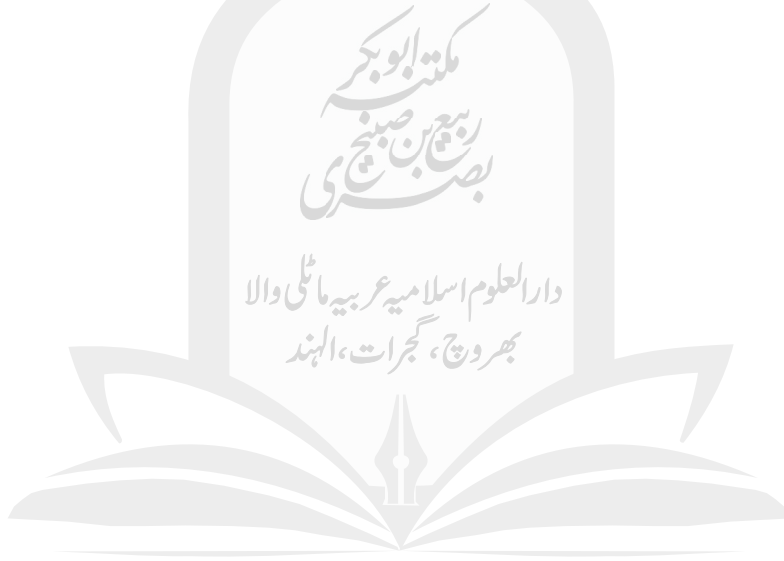 مکتبہ ابوبکر
ربیع بن صبیح
بصری
دارالعلوم اسلامیہ عربیہ ماٹلی والا
بھروچ، گجرات، الہند